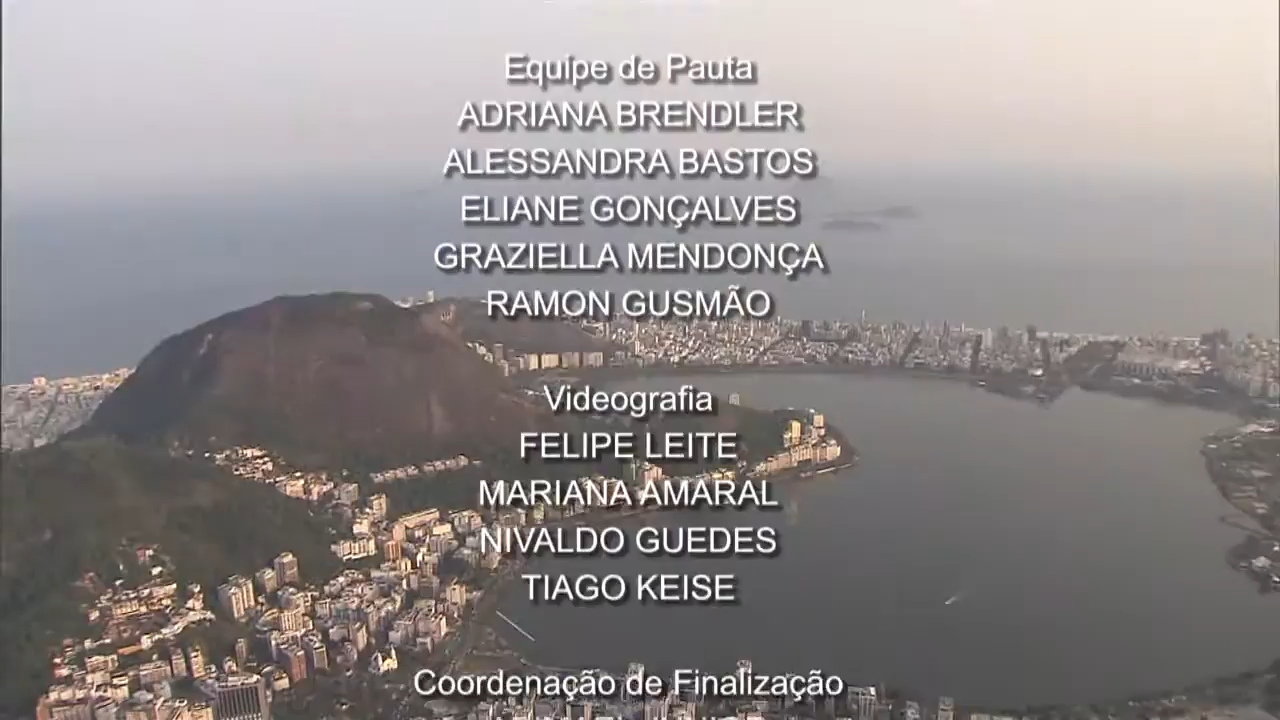 Equipe de Pauta
ADRIANA BRENDLER
ALESSANDRA BASTOS
ELIANE GONÇALVES
GRAZIELLA MENDONÇA
RAMON GUSMÃO
Videografia
FELIPE LEITE
MARIANA AMARAL
NIVALDO GUEDES
TIAGO KEISE
Coordenação de Finalização